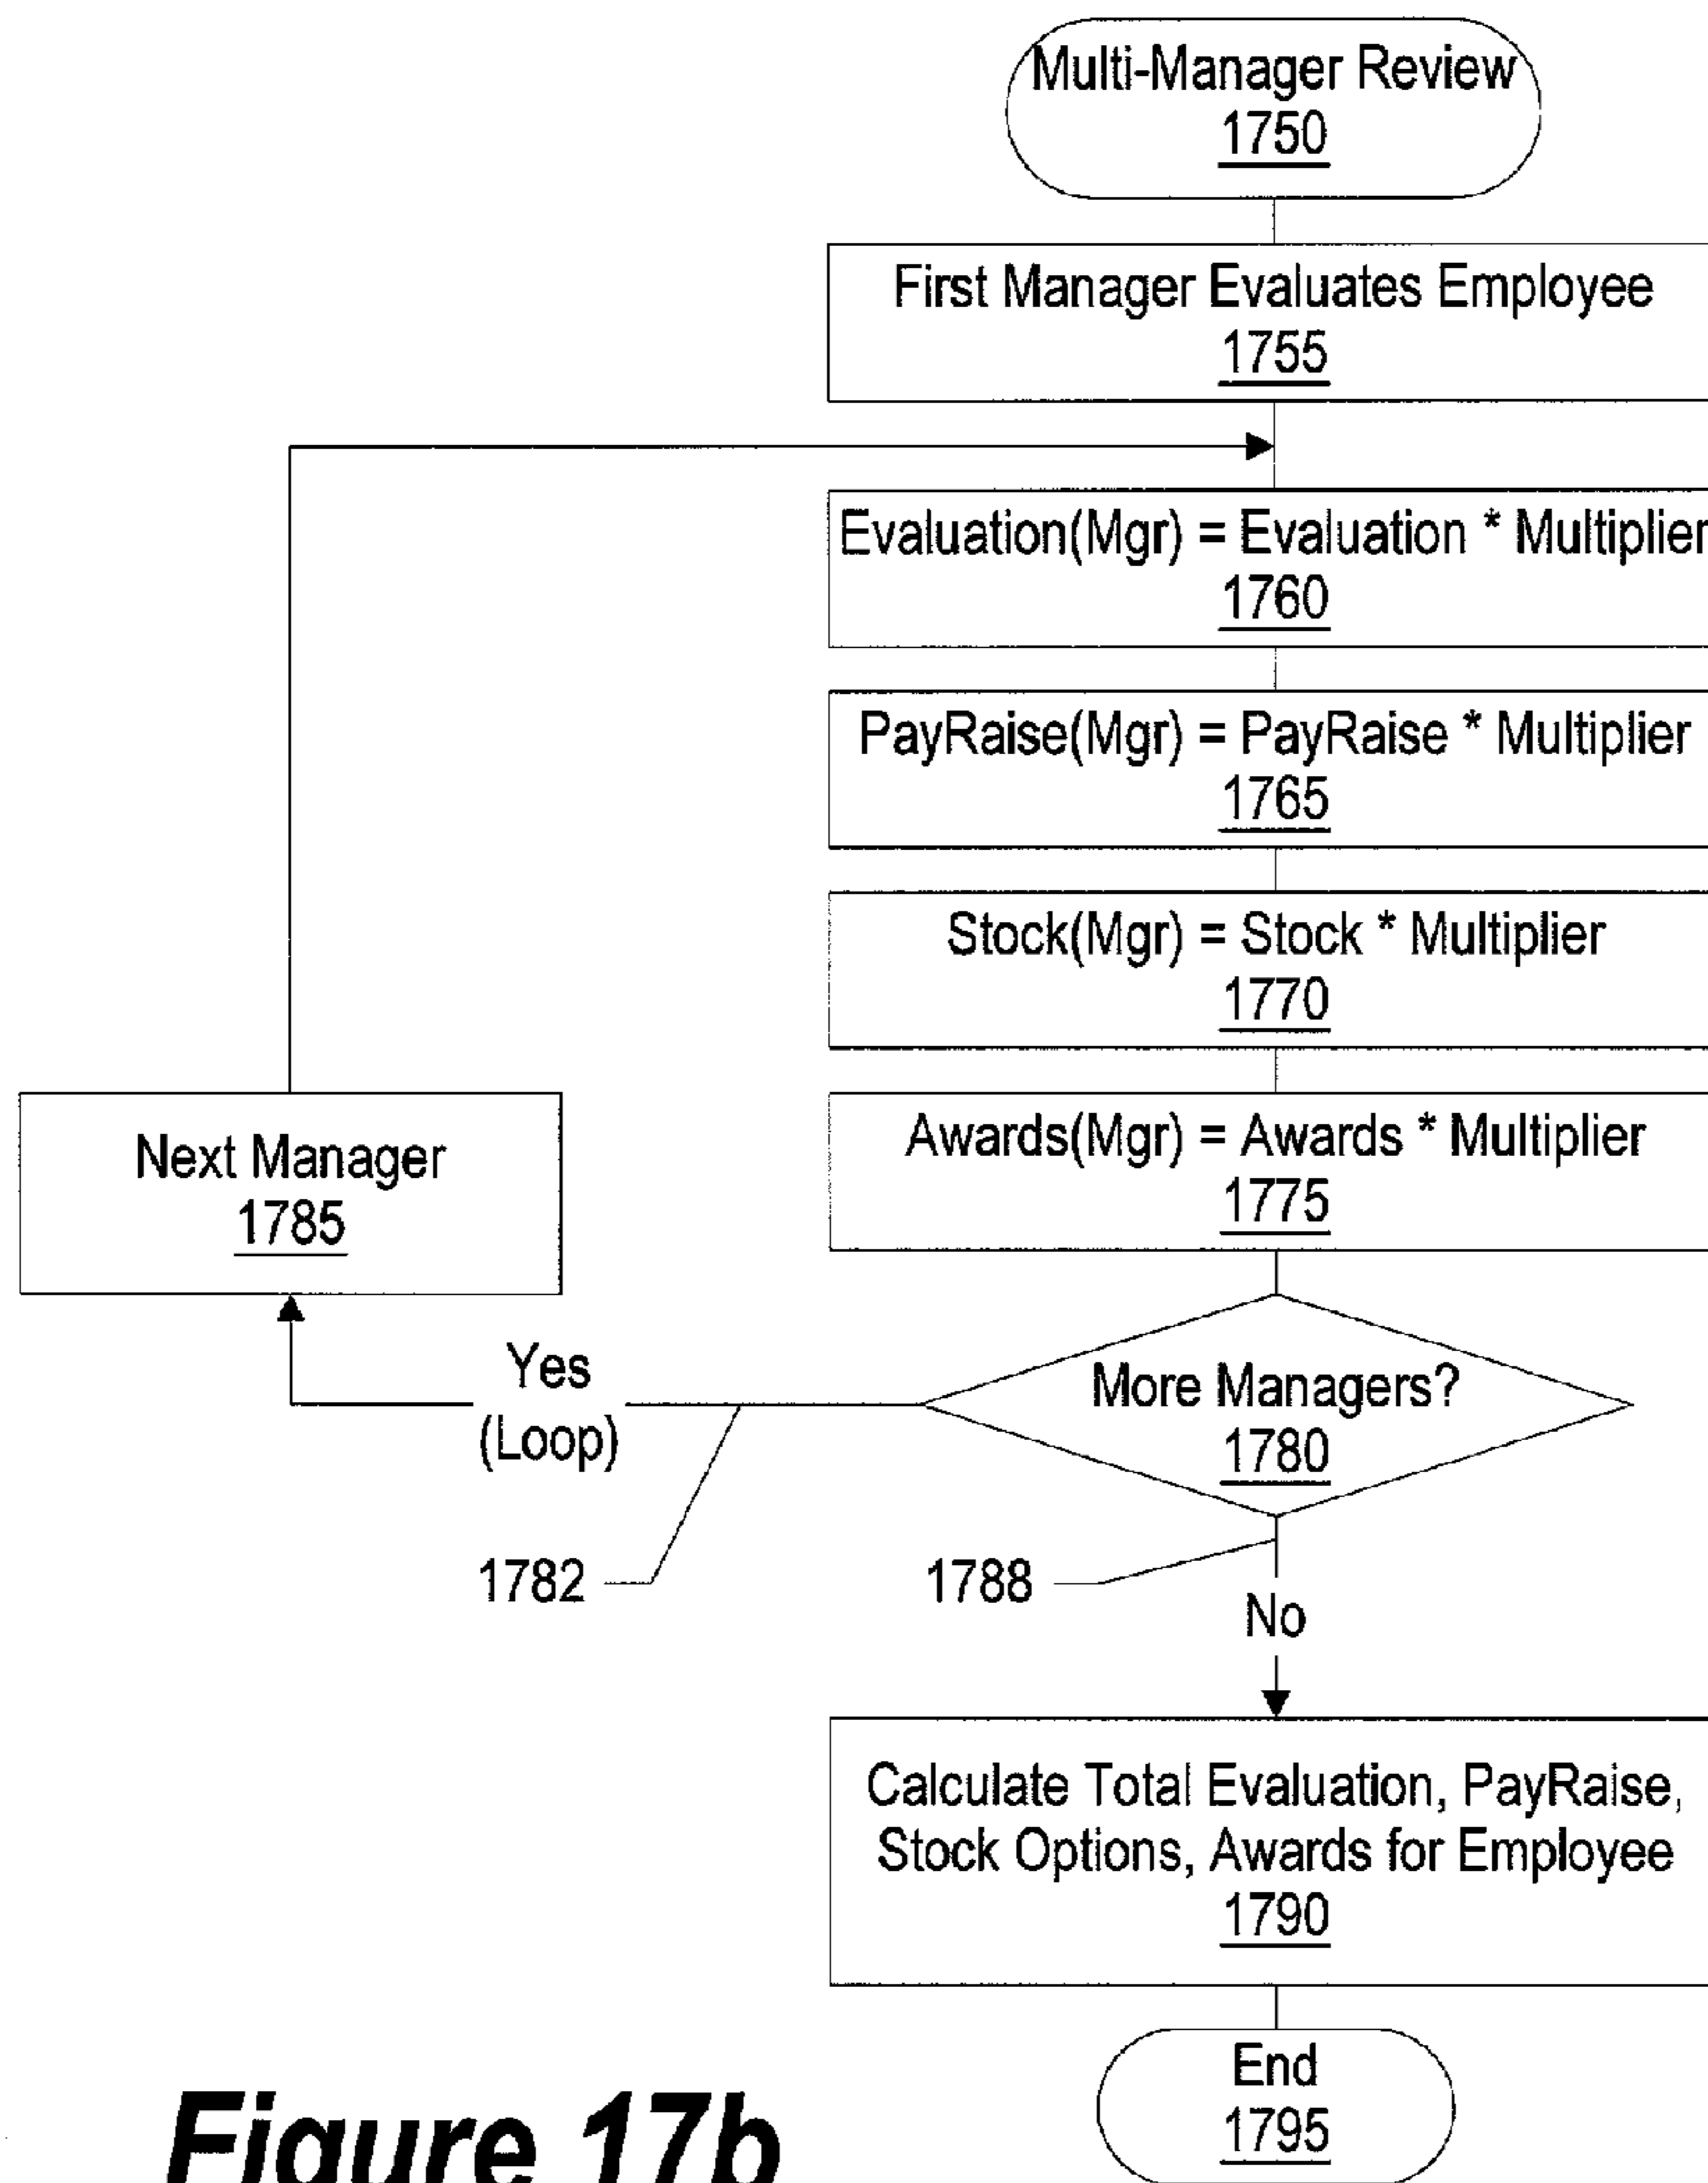 Multi-Manager Review
1750
First Manager Evaluates Employee
1755
Evaluation(Mgr) = Evaluation * Multiplier
1760
PayRaise(Mgr) = PayRaise * Multiplier
1765
Stock(Mgr) = Stock * Multiplier
1770
Awards(Mgr) = Awards * Multiplier
1775
Next Manager
1785
Yes
(Loop)
More Managers?
1780
1782
1788
No
Calculate Total Evaluation, PayRaise,
Stock Options, Awards for Employee
1790
End
1795
Figure 17b